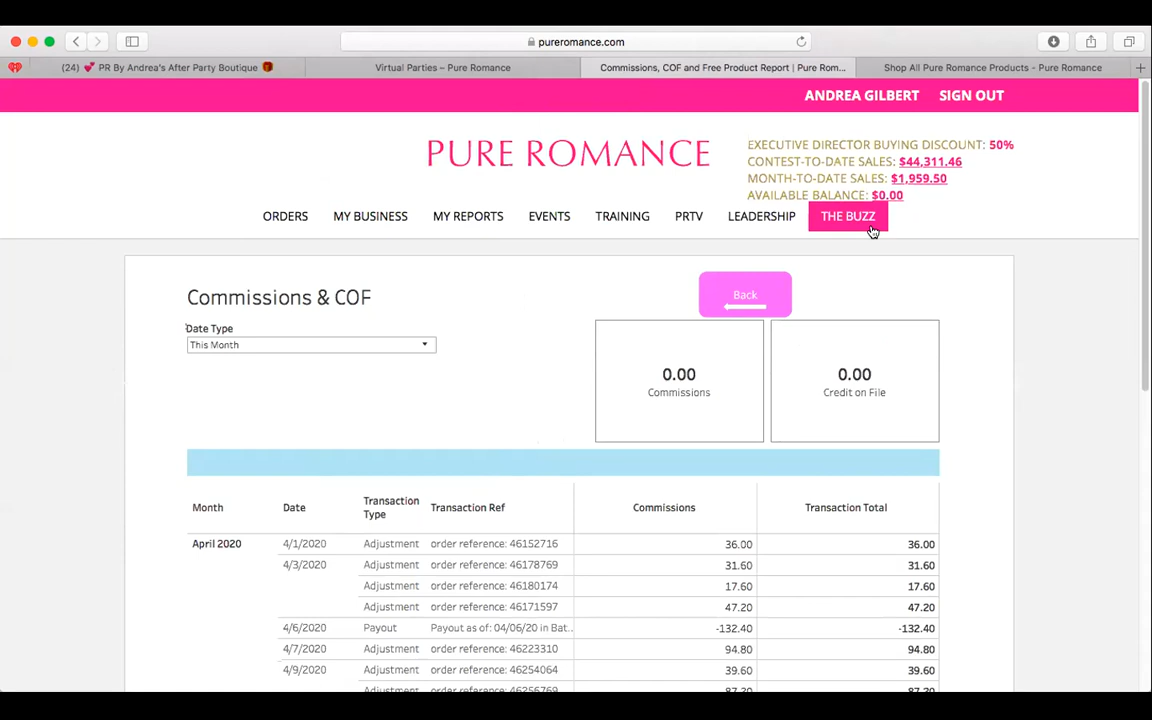 pureromance.com
(24) 💕 PR By Andrea's After Party Boutique 🎁
Virtual Parties – Pure Romance
Commissions, COF and Free Product Report | Pure Rom...
Shop All Pure Romance Products - Pure Romance
ANDREA GILBERT SIGN OUT
PURE ROMANCE
EXECUTIVE DIRECTOR BUYING DISCOUNT: 50%
CONTEST-TO-DATE SALES: $44,311.46
MONTH-TO-DATE SALES: $1,959.50
AVAILABLE BALANCE: $0.00
ORDERS MY BUSINESS MY REPORTS EVENTS TRAINING PRTV LEADERSHIP THE BUZZ
Commissions & COF
Back
Date Type
This Month
0.00
Commissions
0.00
Credit on File
Month Date Transaction Type Transaction Ref Commissions Transaction Total
April 2020 4/1/2020 Adjustment order reference: 46152716 36.00 36.00
4/3/2020 Adjustment order reference: 46178769 31.60 31.60
Adjustment order reference: 46180174 17.60 17.60
Adjustment order reference: 46171597 47.20 47.20
4/6/2020 Payout Payout as of: 04/06/20 in Bat.. -132.40 -132.40
4/7/2020 Adjustment order reference: 46223310 94.80 94.80
4/9/2020 Adjustment order reference: 46254064 39.60 39.60
Adjustment order reference: 46256769 87.20 87.20